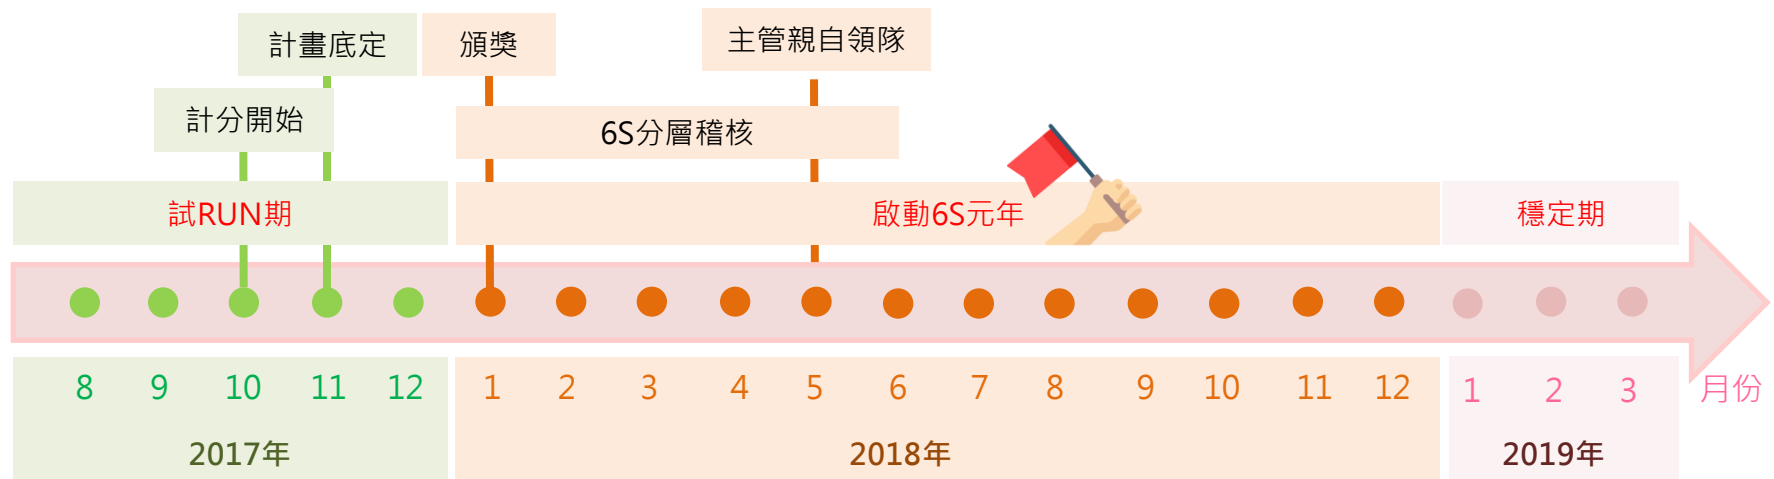 計畫底定
頒獎
主管親自領隊
計分開始
6S分層稽核
試RUN期
啟動6S元年
穩定期
8 9 10 11 12 1 2 3 4 5 6 7 8 9 10 11 12 1 2 3 月份
2017年 2018年 2019年